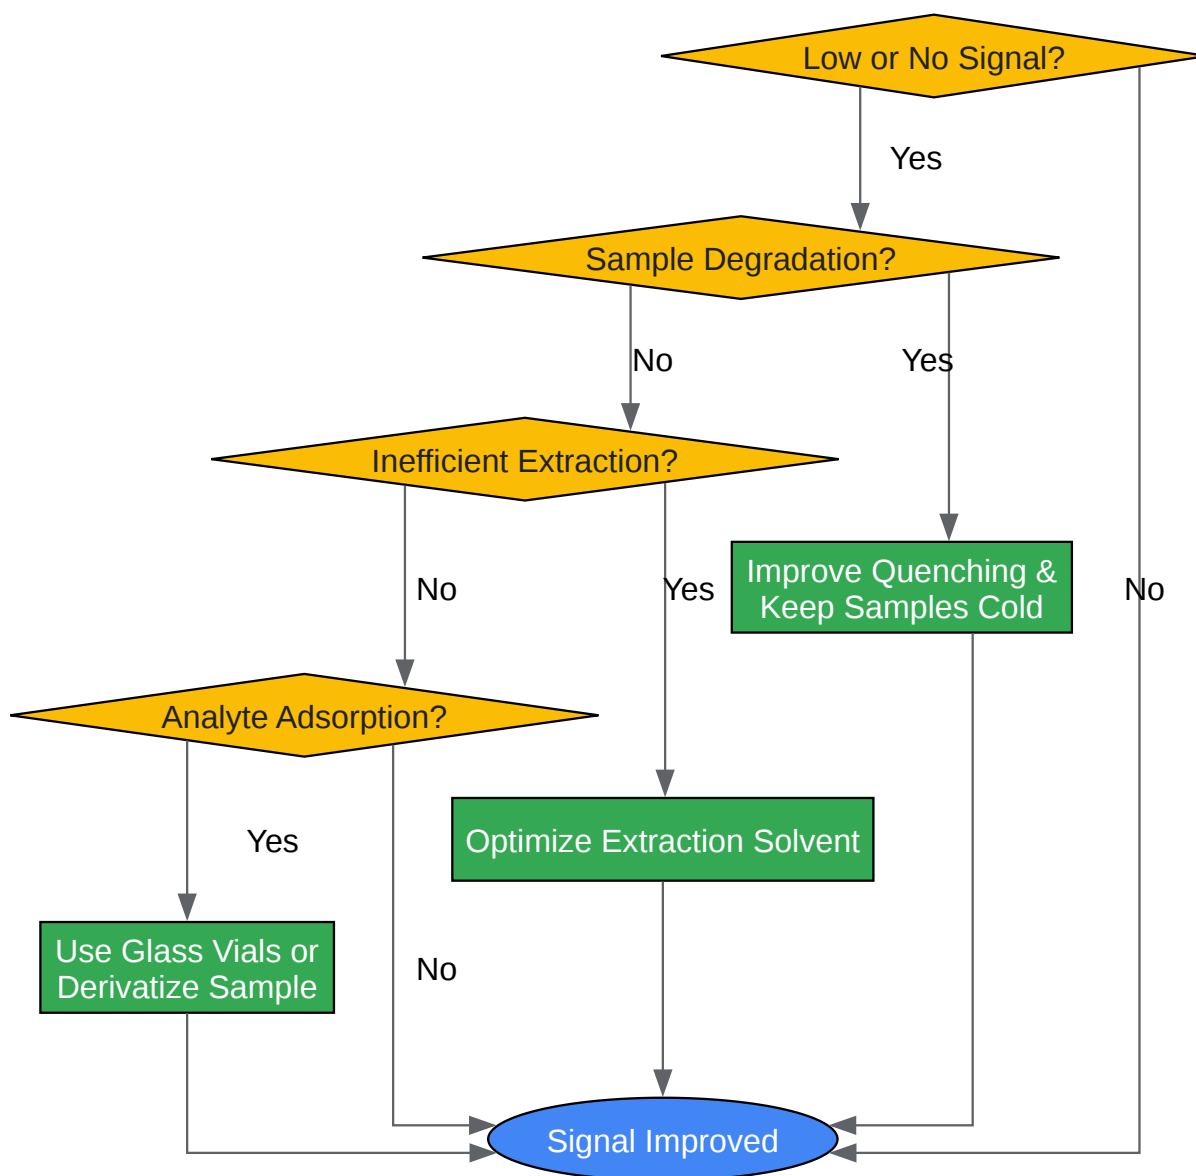 Low or No Signal?
Yes
Sample Degradation?
No
Yes
Inefficient Extraction?
Improve Quenching &
Keep Samples Cold
No
Yes
No
Analyte Adsorption?
Yes
Optimize Extraction Solvent
Use Glass Vials or
Derivatize Sample
No
Signal Improved